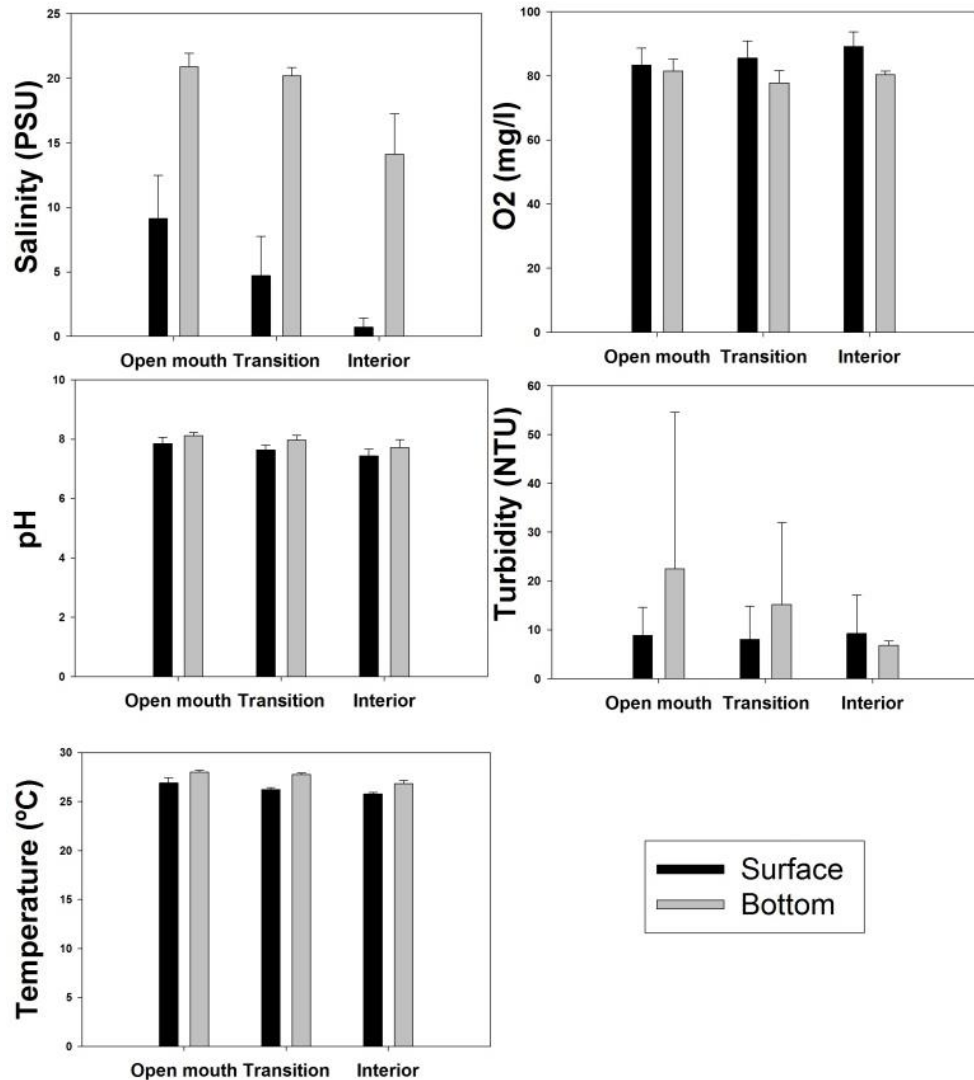 Salinity (PSU)
25
20
15
10
5
0
Open mouth Transition Interior
O2 (mg/l)
100
80
60
40
20
0
Open mouth Transition Interior
pH
10
8
6
4
2
0
Open mouth Transition Interior
Turbidity (NTU)
60
50
40
30
20
10
0
Open mouth Transition Interior
Temperature (ºC)
30
25
20
15
10
5
0
Open mouth Transition Interior
Surface
Bottom